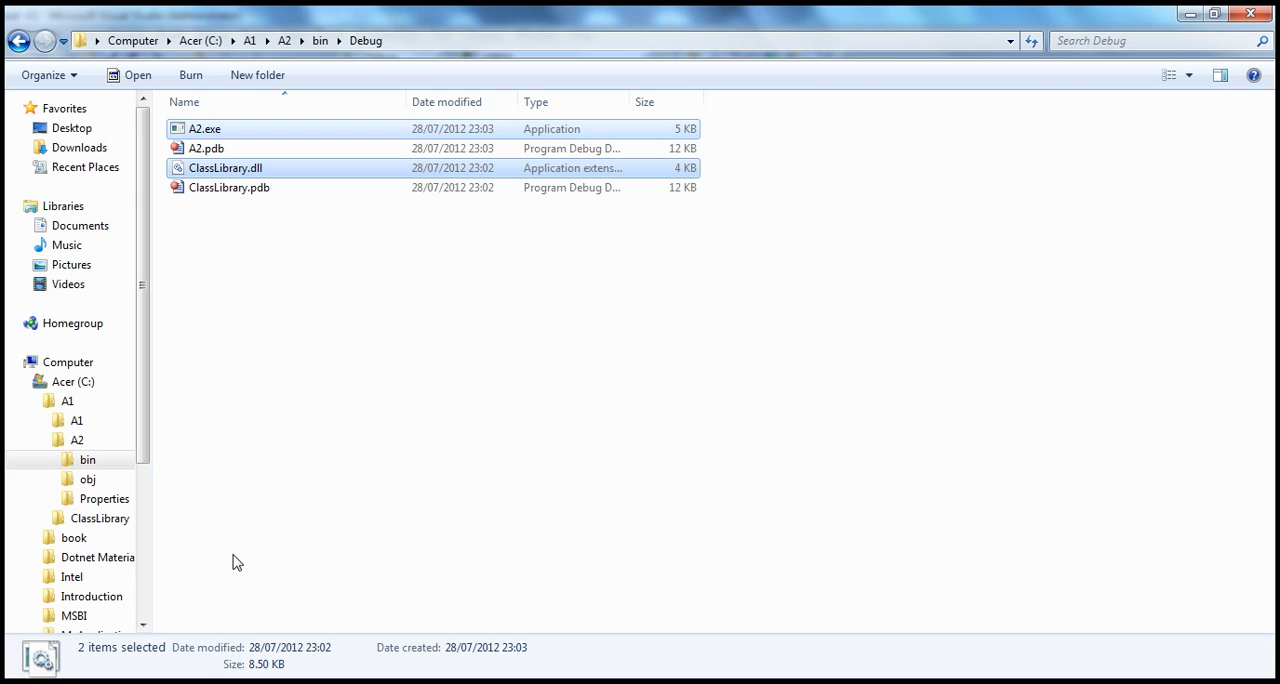 Computer Acer (C:) A1 A2 bin Debug
Search Debug
Organize Open Burn New folder
Name Date modified Type Size
A2.exe 28/07/2012 23:03 Application 5 KB
A2.pdb 28/07/2012 23:03 Program Debug D... 12 KB
ClassLibrary.dll 28/07/2012 23:02 Application extens... 4 KB
ClassLibrary.pdb 28/07/2012 23:02 Program Debug D... 12 KB
Favorites
Desktop
Downloads
Recent Places
Libraries
Documents
Music
Pictures
Videos
Homegroup
Computer
Acer (C:)
A1
A1
A2
bin
obj
Properties
ClassLibrary
book
Dotnet Materia
Intel
Introduction
MSBI
2 items selected Date modified: 28/07/2012 23:02 Date created: 28/07/2012 23:03
Size: 8.50 KB